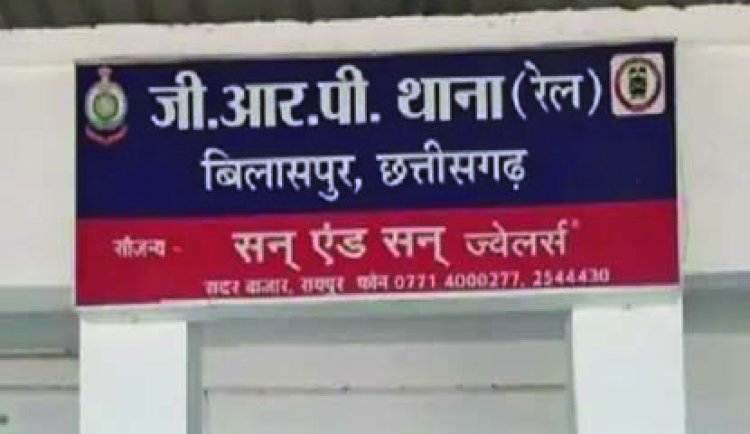 जी.आर.पी. थाना (रेल)
बिलासपुर, छत्तीसगढ़
सौजन्य - सन् एंड सन् ज्वेलर्स
सदर बाजार, रायपुर फोन 0771 4000277, 2544430